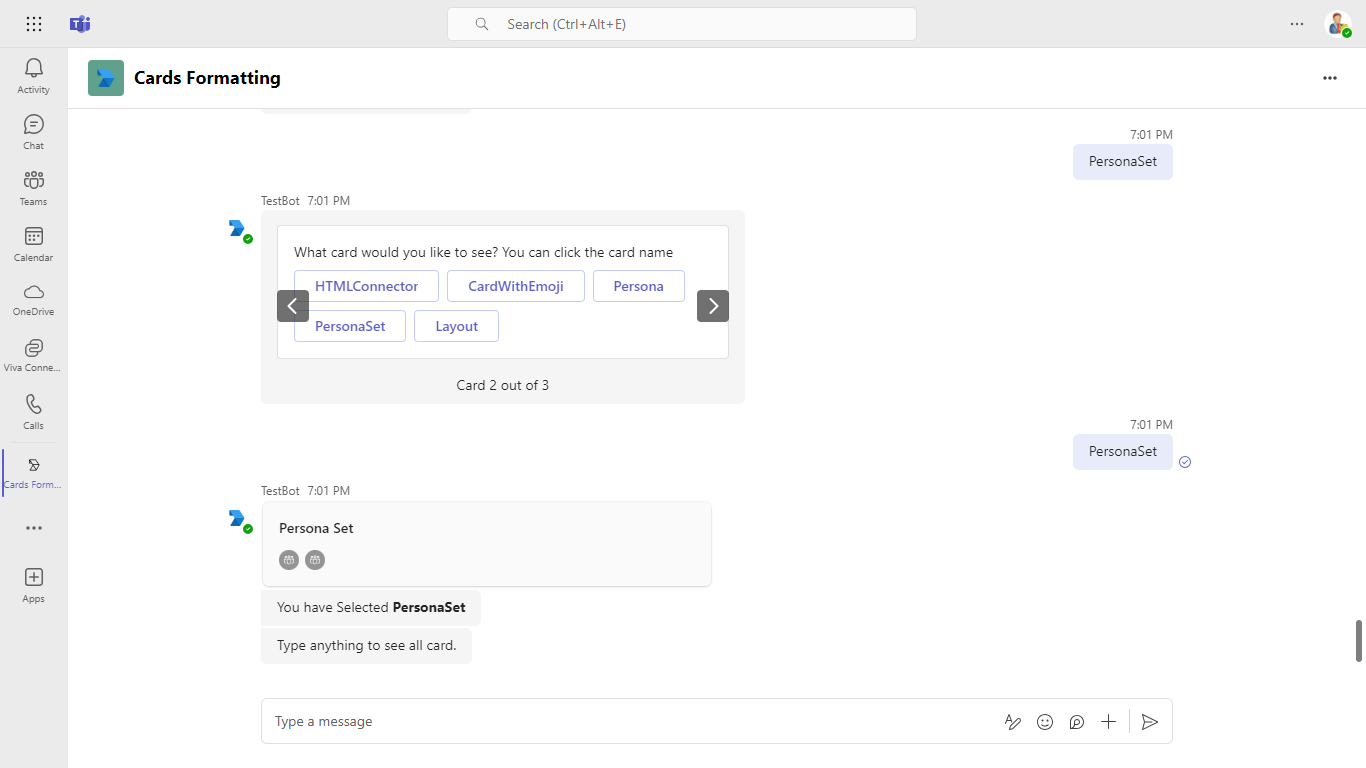 Search (Ctrl+Alt+E)
Activity
Chat
Teams
Calendar
OneDrive
Viva Conne...
Calls
Cards Form...
Apps
Cards Formatting
7:01 PM
PersonaSet
TestBot 7:01 PM
What card would you like to see? You can click the card name
HTMLConnector CardWithEmoji Persona
PersonaSet Layout
Card 2 out of 3
7:01 PM
PersonaSet
TestBot 7:01 PM
Persona Set
You have Selected PersonaSet
Type anything to see all card.
Type a message